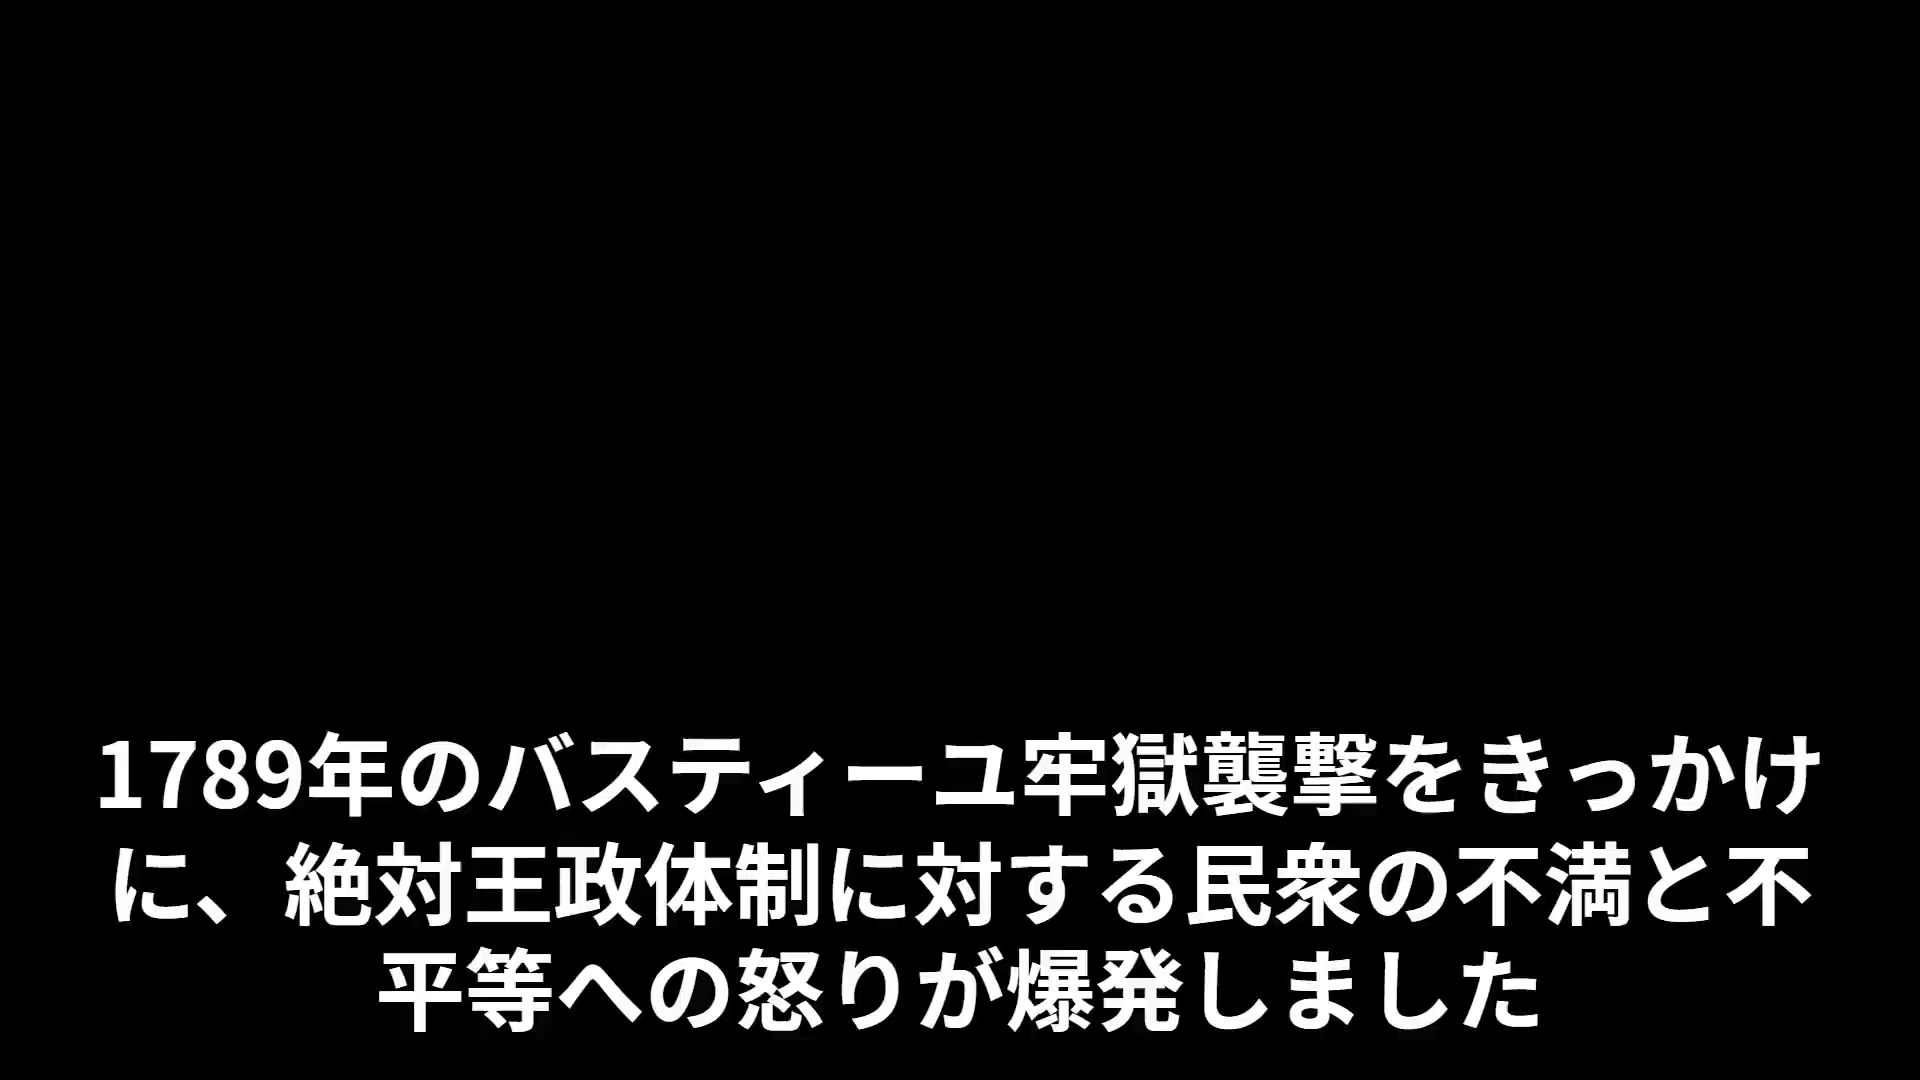 1789年のバスティーユ牢獄襲撃をきっかけ
に、絶対王政体制に対する民衆の不満と不
平等への怒りが爆発しました